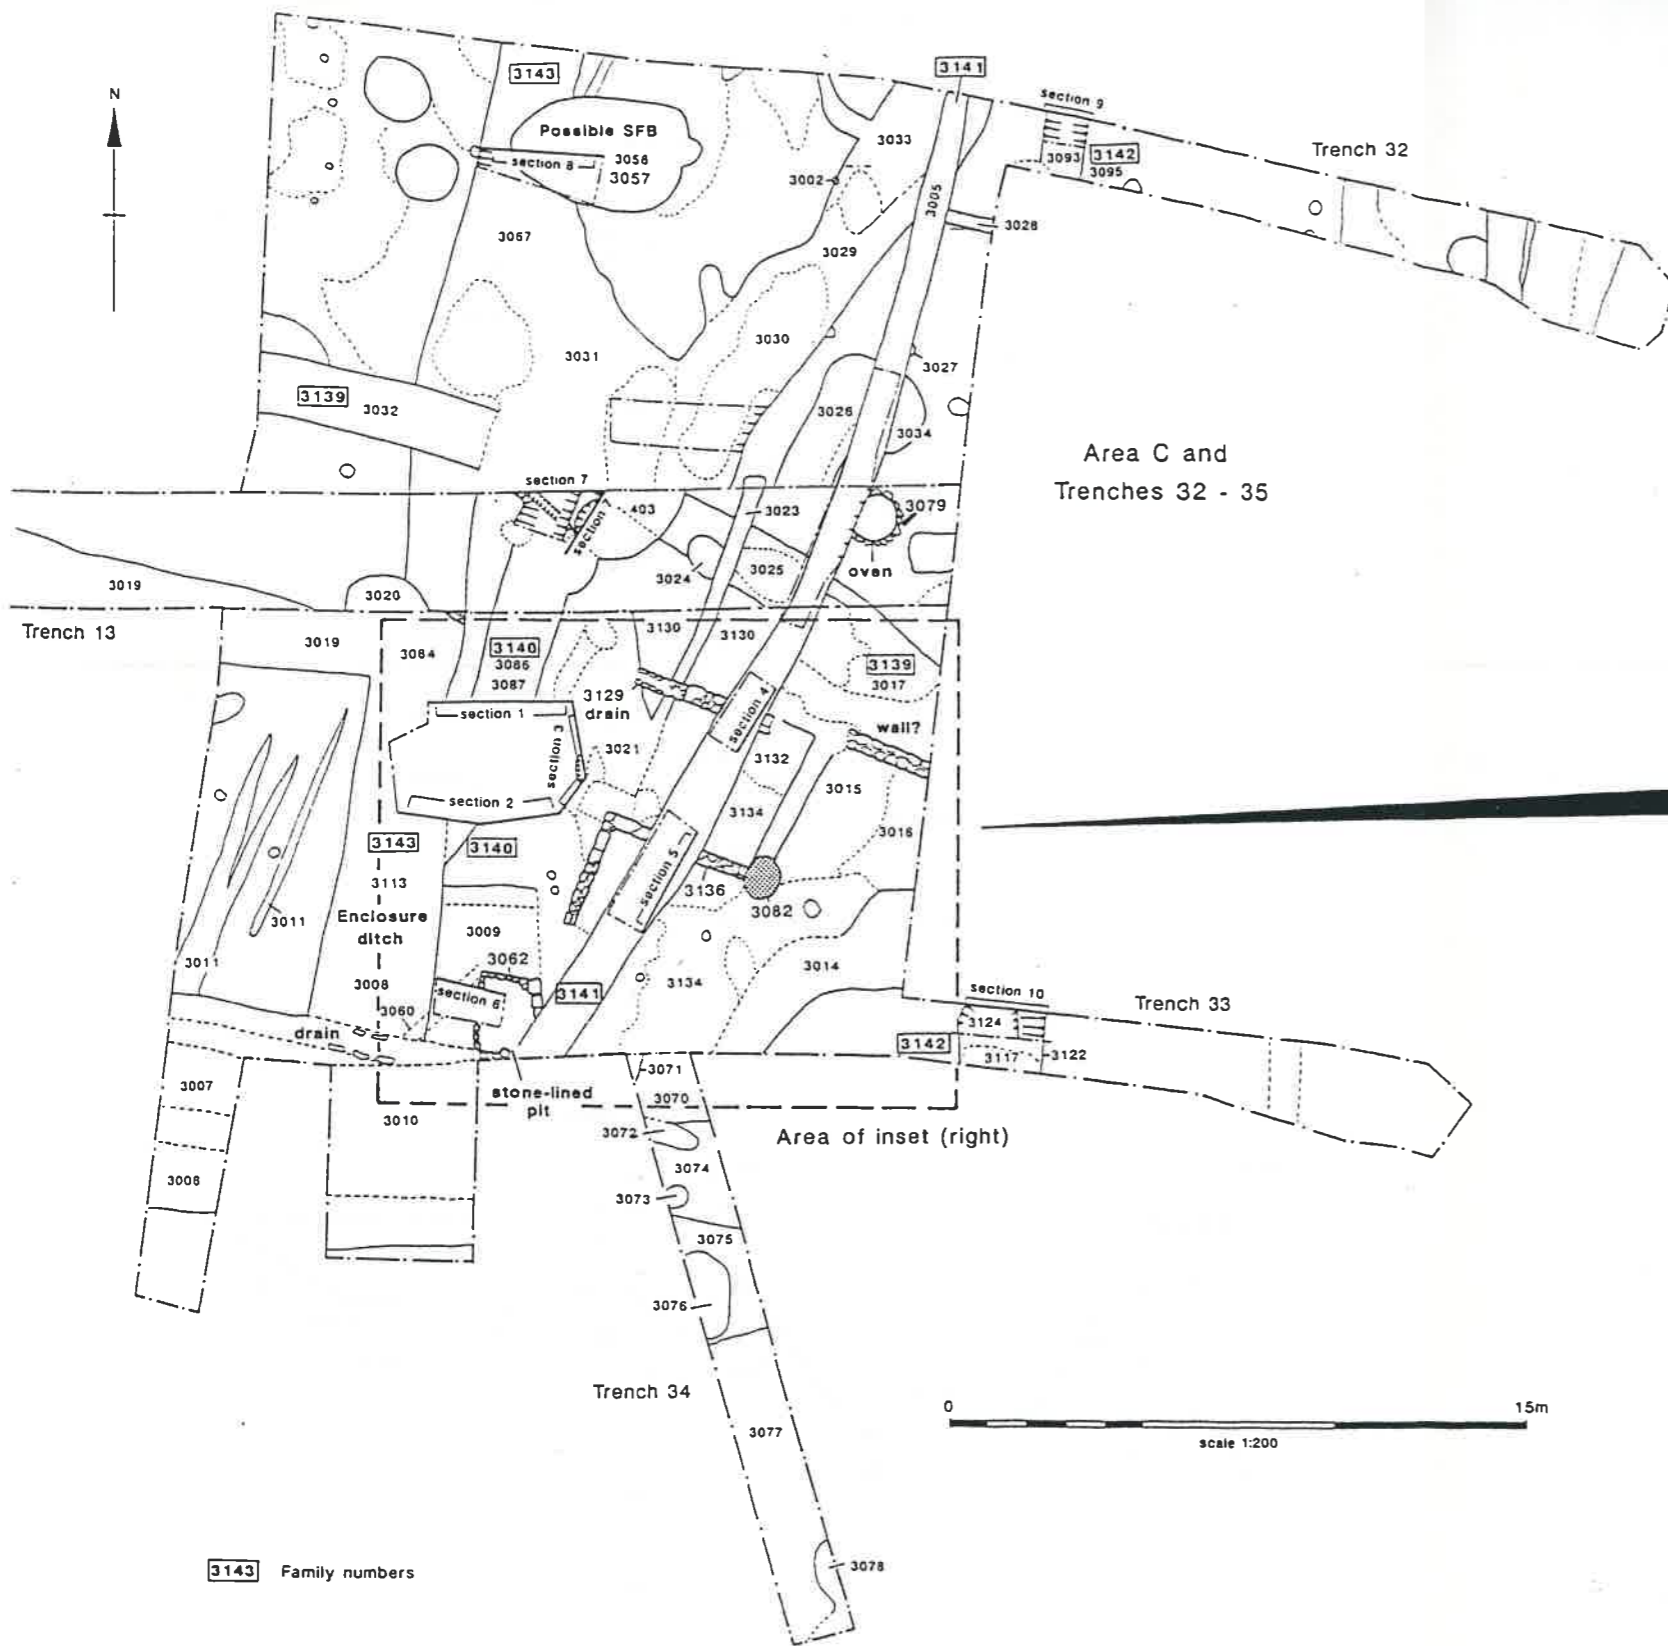 N
3143
3141
section 9
Trench 32
Possible SFB
section 8
3058
3057
3033
3093
3142
3095
3002
3005
3028
3067
3029
3030
3031
3027
3139
3032
3026
3034
Area C and
Trenches 32 - 35
section 7
403
section 7
3023
3079
3024
3025
oven
3019
3020
Trench 13
3019
3084
3140
3086
3087
3130
3130
3139
3017
3129
drain
section 1
section 3
section 4
wall?
3021
3132
section 2
3134
3015
3016
3143
3140
section 5
3113
3136
3082
3011
Enclosure
ditch
3009
3011
3062
3008
section 6
3141
3134
3014
section 10
Trench 33
3060
3124
drain
3142
3117
3122
3007
3071
stone-lined
pit
3070
3010
3072
Area of inset (right)
3008
3074
3073
3075
3076
Trench 34
0
15m
scale 1:200
3077
3078
3143
Family numbers